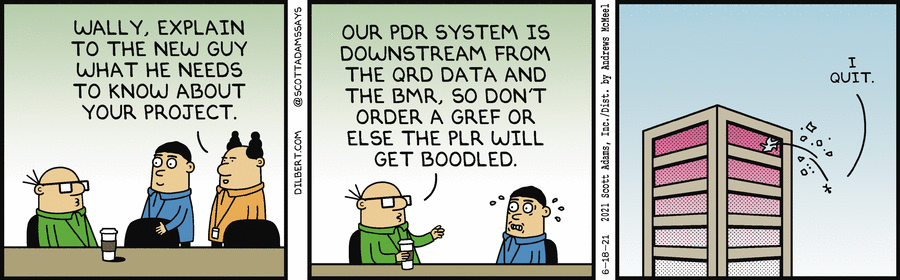 WALLY, EXPLAIN
TO THE NEW GUY
WHAT HE NEEDS
TO KNOW ABOUT
YOUR PROJECT.
DILBERT.COM @SCOTTADAMSSAYS
OUR PDR SYSTEM IS
DOWNSTREAM FROM
THE QRD DATA AND
THE BMR, SO DON'T
ORDER A GREF OR
ELSE THE PLR WILL
GET BOODLED.
6-18-21 2021 Scott Adams, Inc./Dist. by Andrews McMeel
I
QUIT.